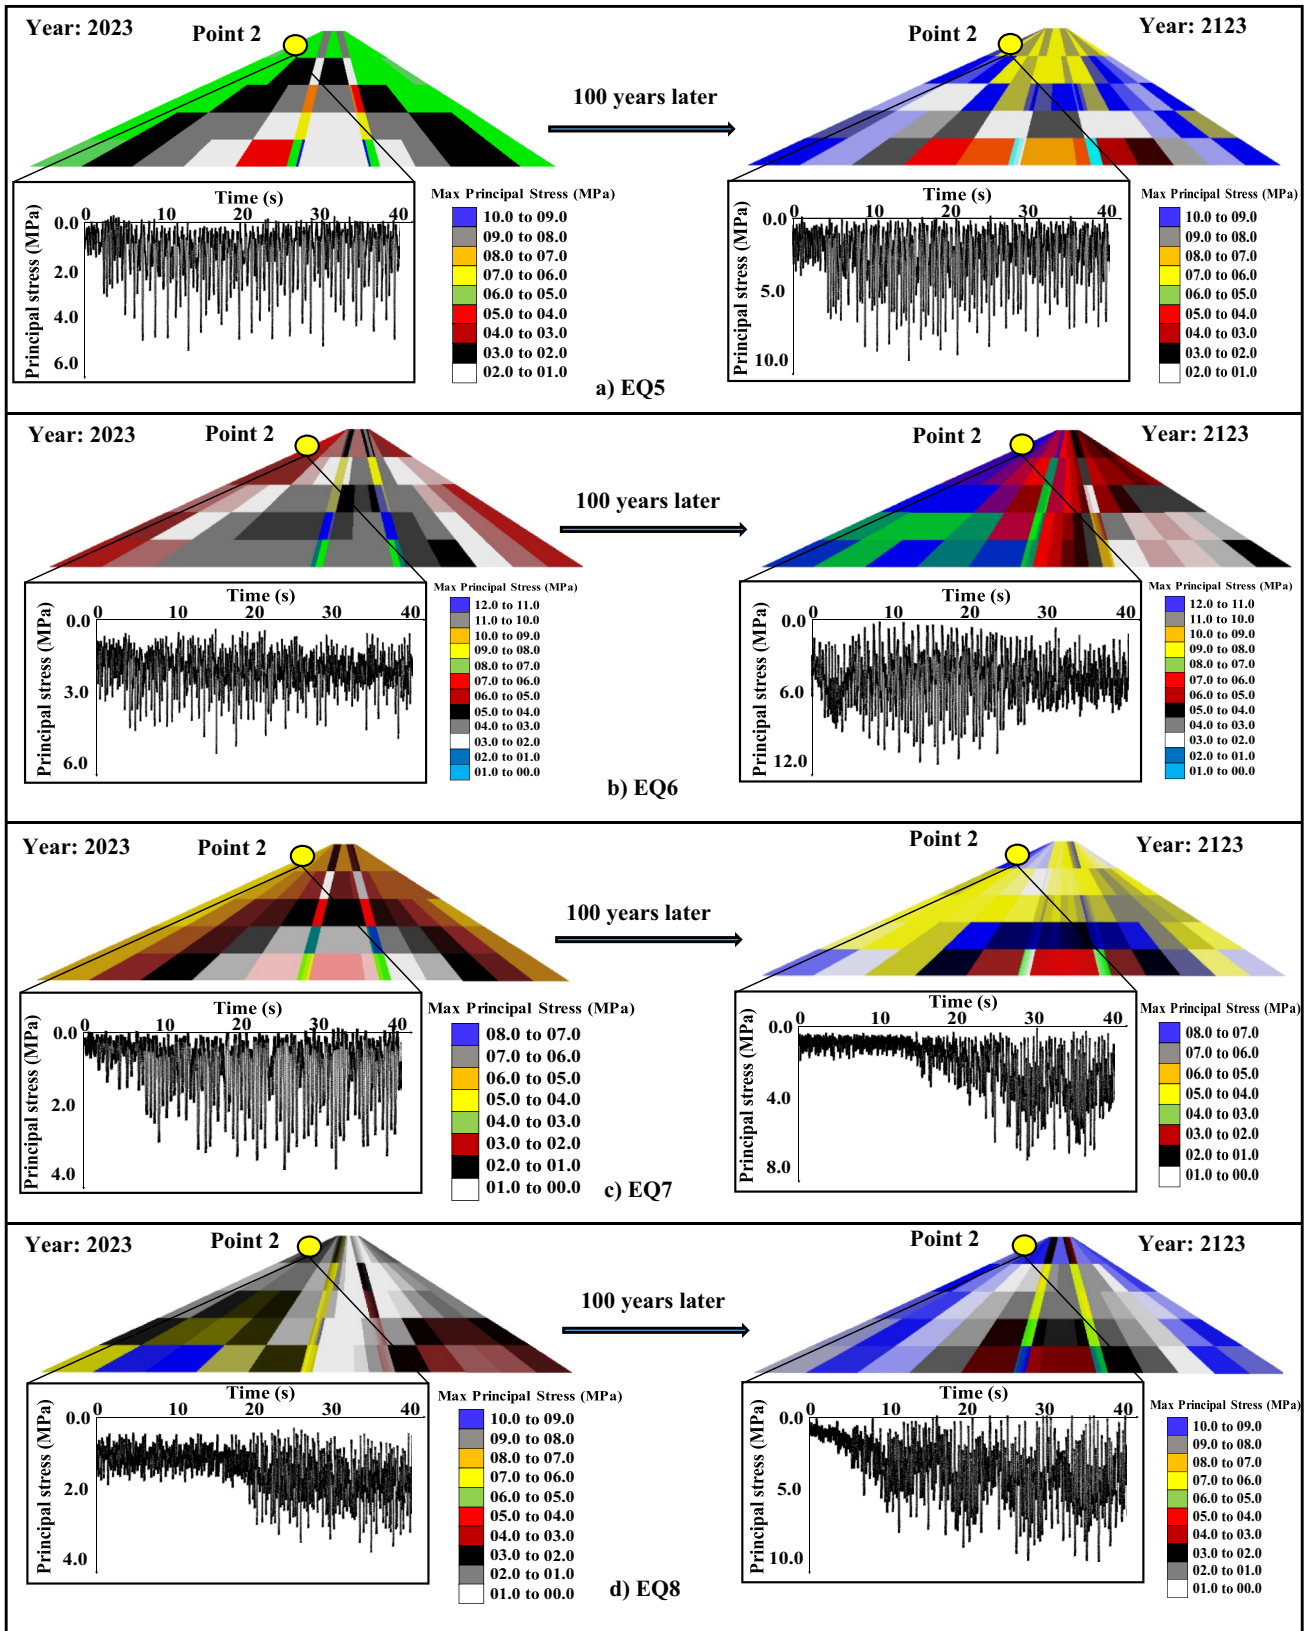 Year: 2023
Point 2
100 years later
Point 2
Year: 2123
Time (s)
0 10 20 30 40
Principal stress (MPa)
0.0
2.0
4.0
6.0
Max Principal Stress (MPa)
10.0 to 09.0
09.0 to 08.0
08.0 to 07.0
07.0 to 06.0
06.0 to 05.0
05.0 to 04.0
04.0 to 03.0
03.0 to 02.0
02.0 to 01.0
Time (s)
0 10 20 30 40
Principal stress (MPa)
0.0
5.0
10.0
Max Principal Stress (MPa)
10.0 to 09.0
09.0 to 08.0
08.0 to 07.0
07.0 to 06.0
06.0 to 05.0
05.0 to 04.0
04.0 to 03.0
03.0 to 02.0
02.0 to 01.0
a) EQ5
Year: 2023
Point 2
100 years later
Point 2
Year: 2123
Time (s)
0 10 20 30 40
Principal stress (MPa)
0.0
3.0
6.0
Max Principal Stress (MPa)
12.0 to 11.0
11.0 to 10.0
10.0 to 09.0
09.0 to 08.0
08.0 to 07.0
07.0 to 06.0
06.0 to 05.0
05.0 to 04.0
04.0 to 03.0
03.0 to 02.0
02.0 to 01.0
01.0 to 00.0
Time (s)
0 10 20 30 40
Principal stress (MPa)
0.0
6.0
12.0
Max Principal Stress (MPa)
12.0 to 11.0
11.0 to 10.0
10.0 to 09.0
09.0 to 08.0
08.0 to 07.0
07.0 to 06.0
06.0 to 05.0
05.0 to 04.0
04.0 to 03.0
03.0 to 02.0
02.0 to 01.0
01.0 to 00.0
b) EQ6
Year: 2023
Point 2
100 years later
Point 2
Year: 2123
Time (s)
0 10 20 30 40
Principal stress (MPa)
0.0
2.0
4.0
Max Principal Stress (MPa)
08.0 to 07.0
07.0 to 06.0
06.0 to 05.0
05.0 to 04.0
04.0 to 03.0
03.0 to 02.0
02.0 to 01.0
01.0 to 00.0
Time (s)
0 10 20 30 40
Principal stress (MPa)
0.0
4.0
8.0
Max Principal Stress (MPa)
08.0 to 07.0
07.0 to 06.0
06.0 to 05.0
05.0 to 04.0
04.0 to 03.0
03.0 to 02.0
02.0 to 01.0
01.0 to 00.0
c) EQ7
Year: 2023
Point 2
100 years later
Point 2
Year: 2123
Time (s)
0 10 20 30 40
Principal stress (MPa)
0.0
2.0
4.0
Max Principal Stress (MPa)
10.0 to 09.0
09.0 to 08.0
08.0 to 07.0
07.0 to 06.0
06.0 to 05.0
05.0 to 04.0
04.0 to 03.0
03.0 to 02.0
02.0 to 01.0
01.0 to 00.0
Time (s)
0 10 20 30 40
Principal stress (MPa)
0.0
5.0
10.0
Max Principal Stress (MPa)
10.0 to 09.0
09.0 to 08.0
08.0 to 07.0
07.0 to 06.0
06.0 to 05.0
05.0 to 04.0
04.0 to 03.0
03.0 to 02.0
02.0 to 01.0
01.0 to 00.0
d) EQ8